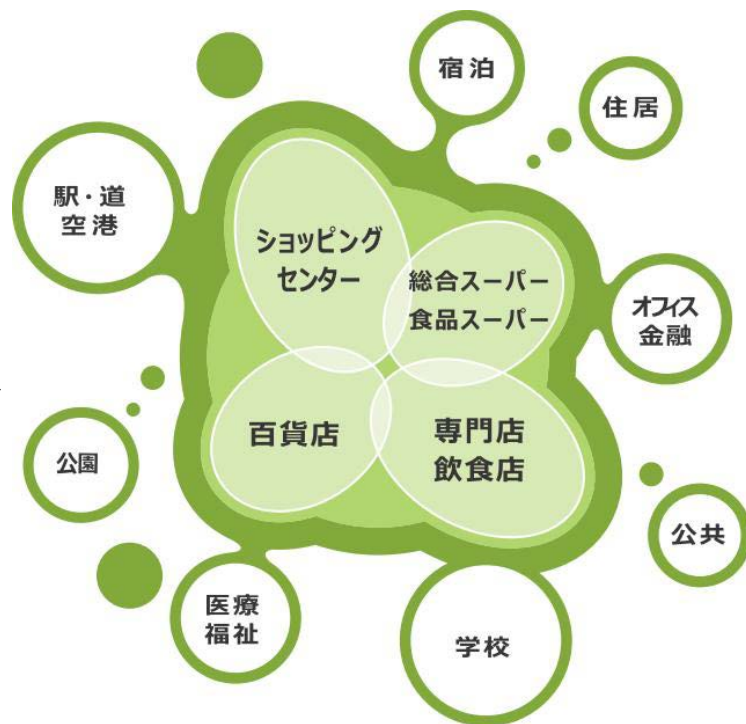 宿泊
住居
駅・道
空港
ショッピング
センター
総合スーパー
食品スーパー
オフィス
金融
百貨店
専門店
飲食店
公園
公共
医療
福祉
学校